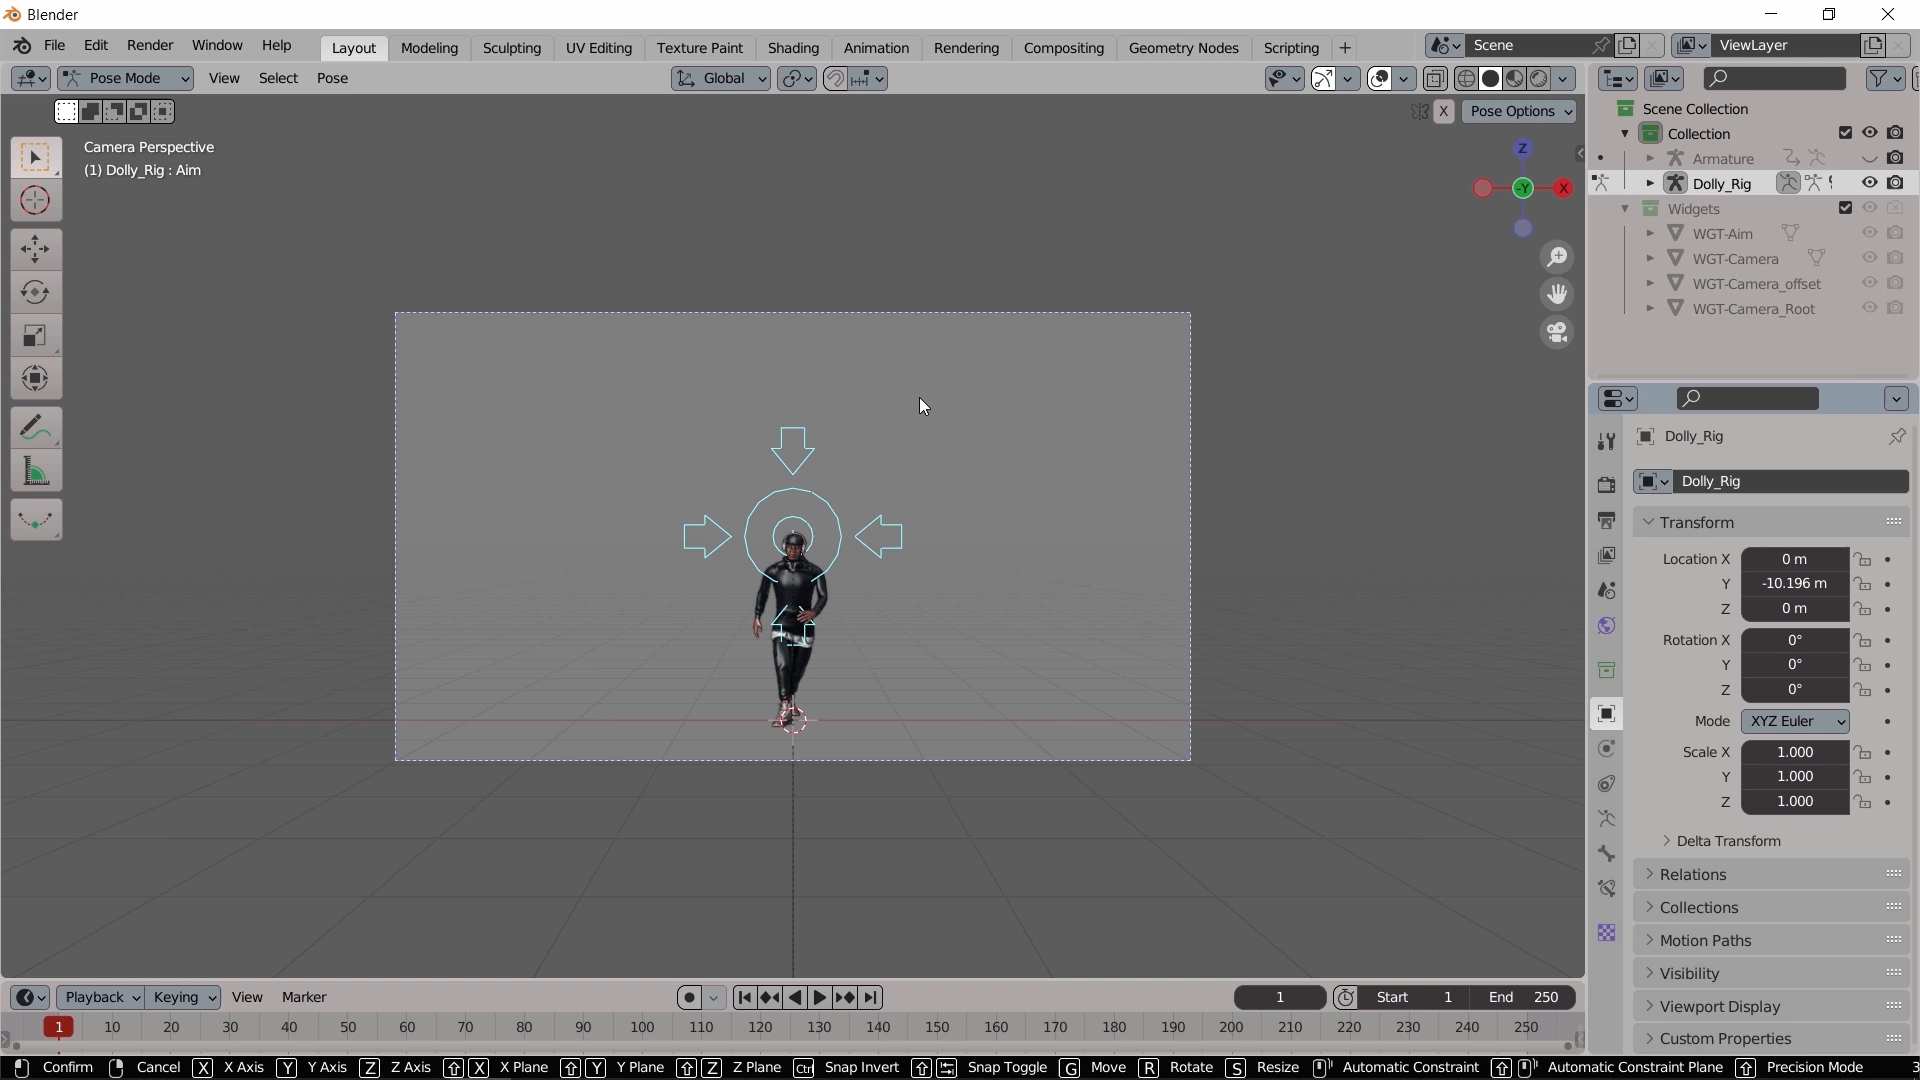 Blender
File Edit Render Window Help Layout Modeling Sculpting UV Editing Texture Paint Shading Animation Rendering Compositing Geometry Nodes Scripting + Scene ViewLayer
Pose Mode View Select Pose Global
X Pose Options
Camera Perspective
(1) Dolly_Rig : Aim
Z
-Y X
Scene Collection
Collection
Armature
Dolly_Rig
Widgets
WGT-Aim
WGT-Camera
WGT-Camera_offset
WGT-Camera_Root
Dolly_Rig
Dolly_Rig
Transform
Location X 0 m
Y -10.196 m
Z 0 m
Rotation X 0°
Y 0°
Z 0°
Mode XYZ Euler
Scale X 1.000
Y 1.000
Z 1.000
Delta Transform
Relations
Collections
Motion Paths
Visibility
Viewport Display
Custom Properties
Playback Keying View Marker 1 Start 1 End 250
1 10 20 30 40 50 60 70 80 90 100 110 120 130 140 150 160 170 180 190 200 210 220 230 240 250
Confirm Cancel X X Axis Y Y Axis Z Z Axis X X Plane Y Y Plane Z Z Plane Ctrl Snap Invert Snap Toggle G Move R Rotate S Resize Automatic Constraint Automatic Constraint Plane Precision Mode